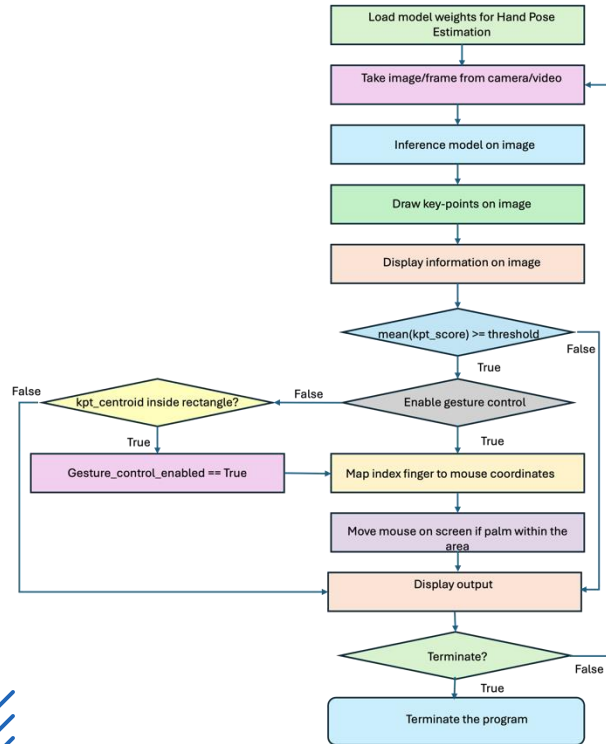 Load model weights for Hand Pose
Estimation
Take image/frame from camera/video
Inference model on image
Draw key-points on image
Display information on image
mean(kpt_score) >= threshold
False
True
False
kpt_centroid inside rectangle?
False
Enable gesture control
True
True
Gesture_control_enabled == True
Map index finger to mouse coordinates
Move mouse on screen if palm within the
area
Display output
Terminate?
False
True
Terminate the program